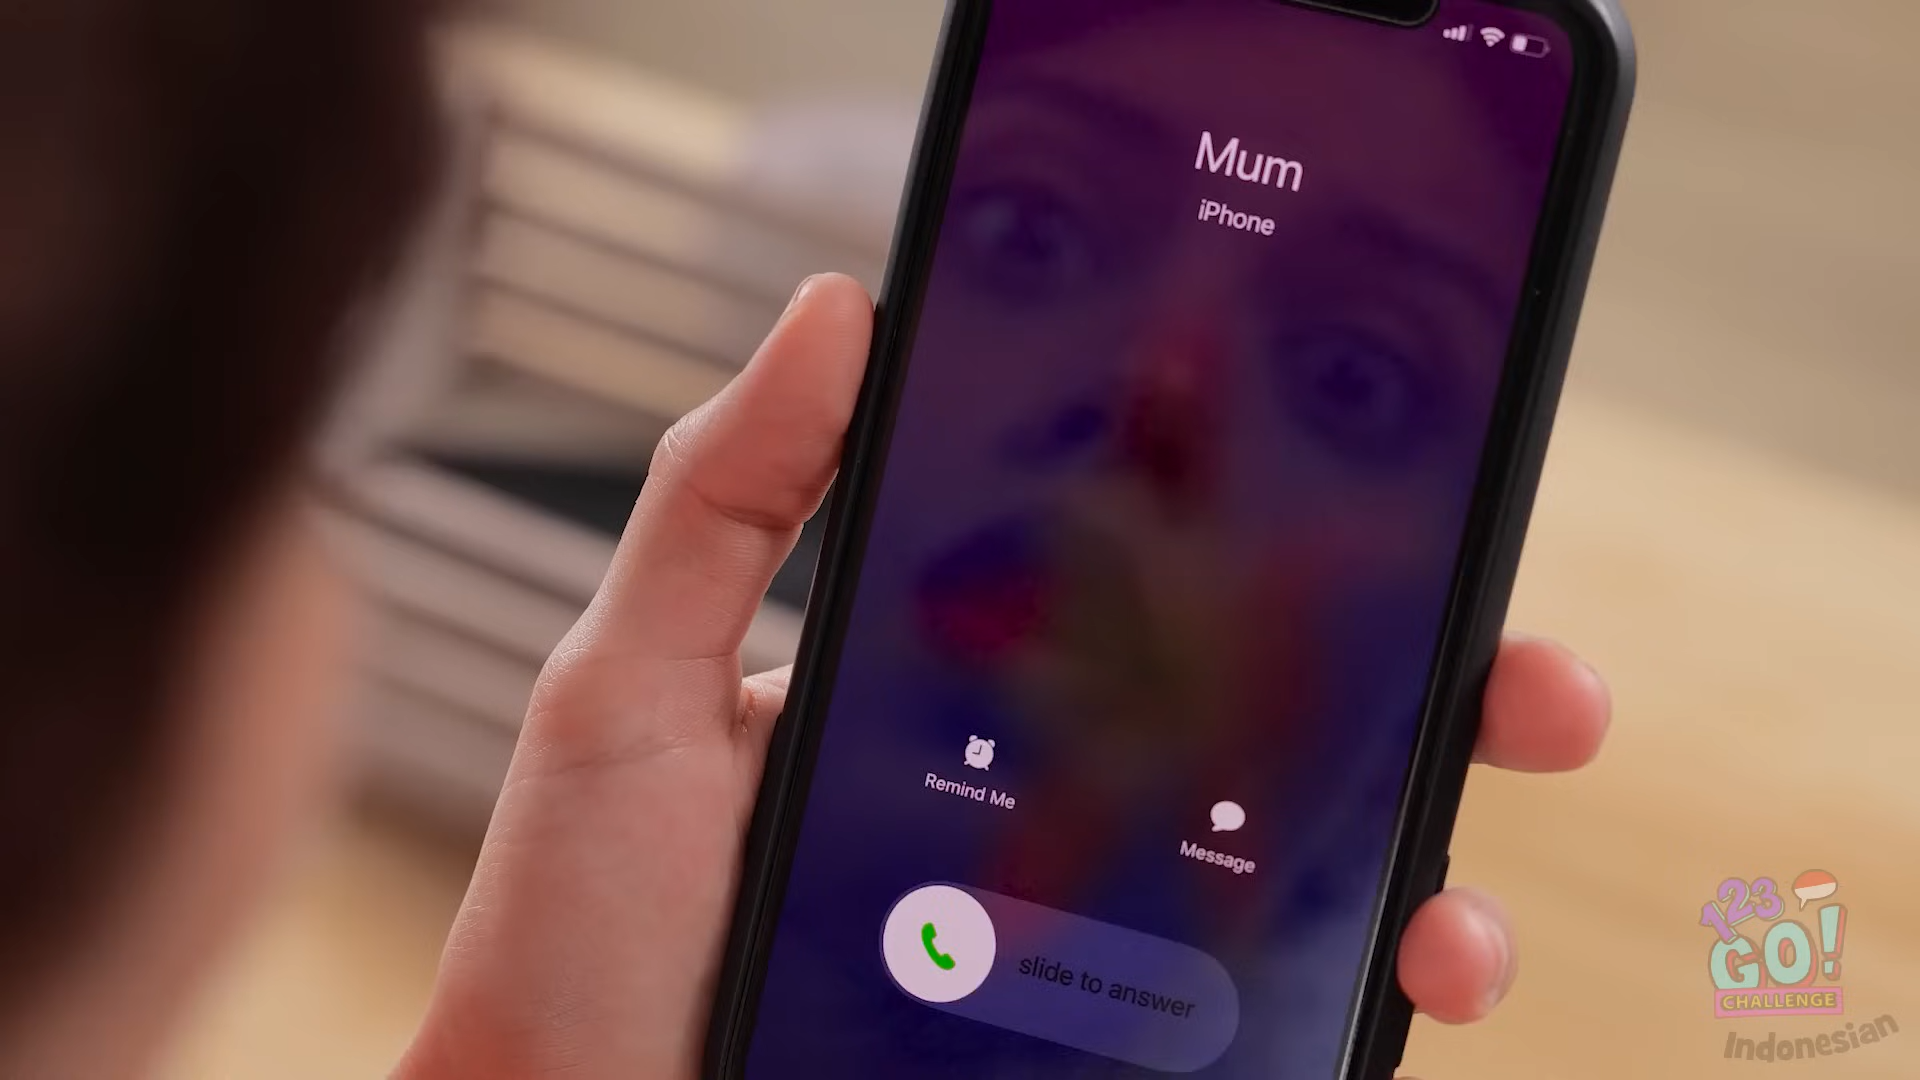 Mum
iPhone
Remind Me
Message
slide to answer
123
GO!
CHALLENGE
Indonesian